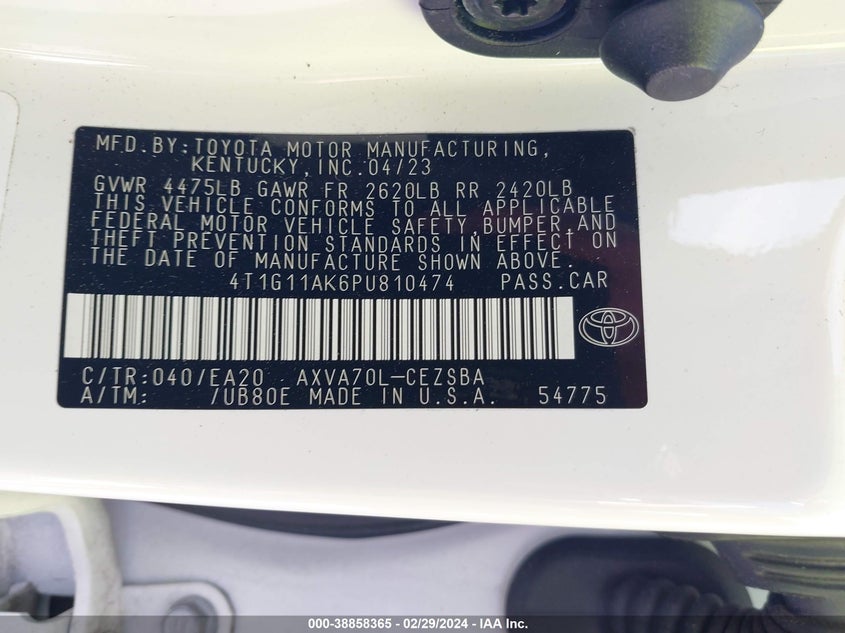 MFD.BY:TOYOTA MOTOR MANUFACTURING,
KENTUCKY,INC.04/23
GVWR 4475LB GAWR FR 2620LB RR 2420LB
THIS VEHICLE CONFORMS TO ALL APPLICABLE
FEDERAL MOTOR VEHICLE SAFETY,BUMPER,AND
THEFT PREVENTION STANDARDS IN EFFECT ON
THE DATE OF MANUFACTURE SHOWN ABOVE.
4T1G11AK6PU810474 PASS.CAR
C/TR:040/EA20 AXVA70L-CEZSBA
A/TM: /UB80E MADE IN U.S.A. 54775
000-38858365 - 02/29/2024 - IAA Inc.